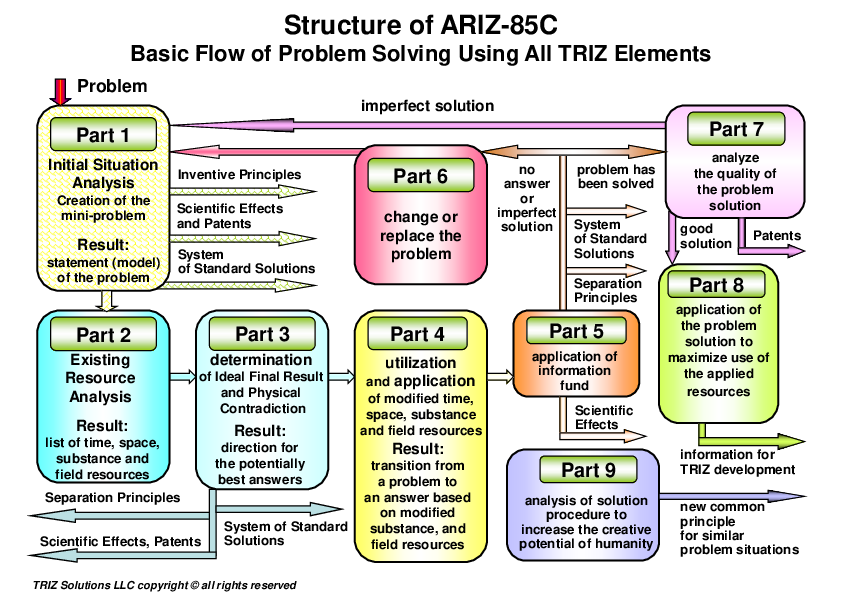 Structure of ARIZ-85C
Basic Flow of Problem Solving Using All TRIZ Elements
Problem
imperfect solution
Part 1
Initial Situation
Analysis
Creation of the
mini-problem
Result:
statement (model)
of the problem
Inventive Principles
Scientific Effects
and Patents
System
of Standard Solutions
Part 6
change or
replace the
problem
no
answer
or
imperfect
solution
problem has
been solved
System
of Standard
Solutions
Separation
Principles
Part 7
analyze
the quality of
the problem
solution
good
solution
Patents
Part 2
Existing
Resource
Analysis
Result:
list of time, space,
substance and
field resources
Part 3
determination
of Ideal Final Result
and Physical
Contradiction
Result:
direction for
the potentially
best answers
Part 4
utilization
and application
of modified time,
space, substance
and field resources
Result:
transition from
a problem to
an answer based
on modified
substance, and
field resources
Part 5
application of
information
fund
Scientific
Effects
Part 8
application of
the problem
solution to
maximize use of
the applied
resources
information for
TRIZ development
Part 9
analysis of solution
procedure to
increase the creative
potential of humanity
new common
principle
for similar
problem situations
Separation Principles
System of Standard
Solutions
Scientific Effects, Patents
TRIZ Solutions LLC copyright © all rights reserved